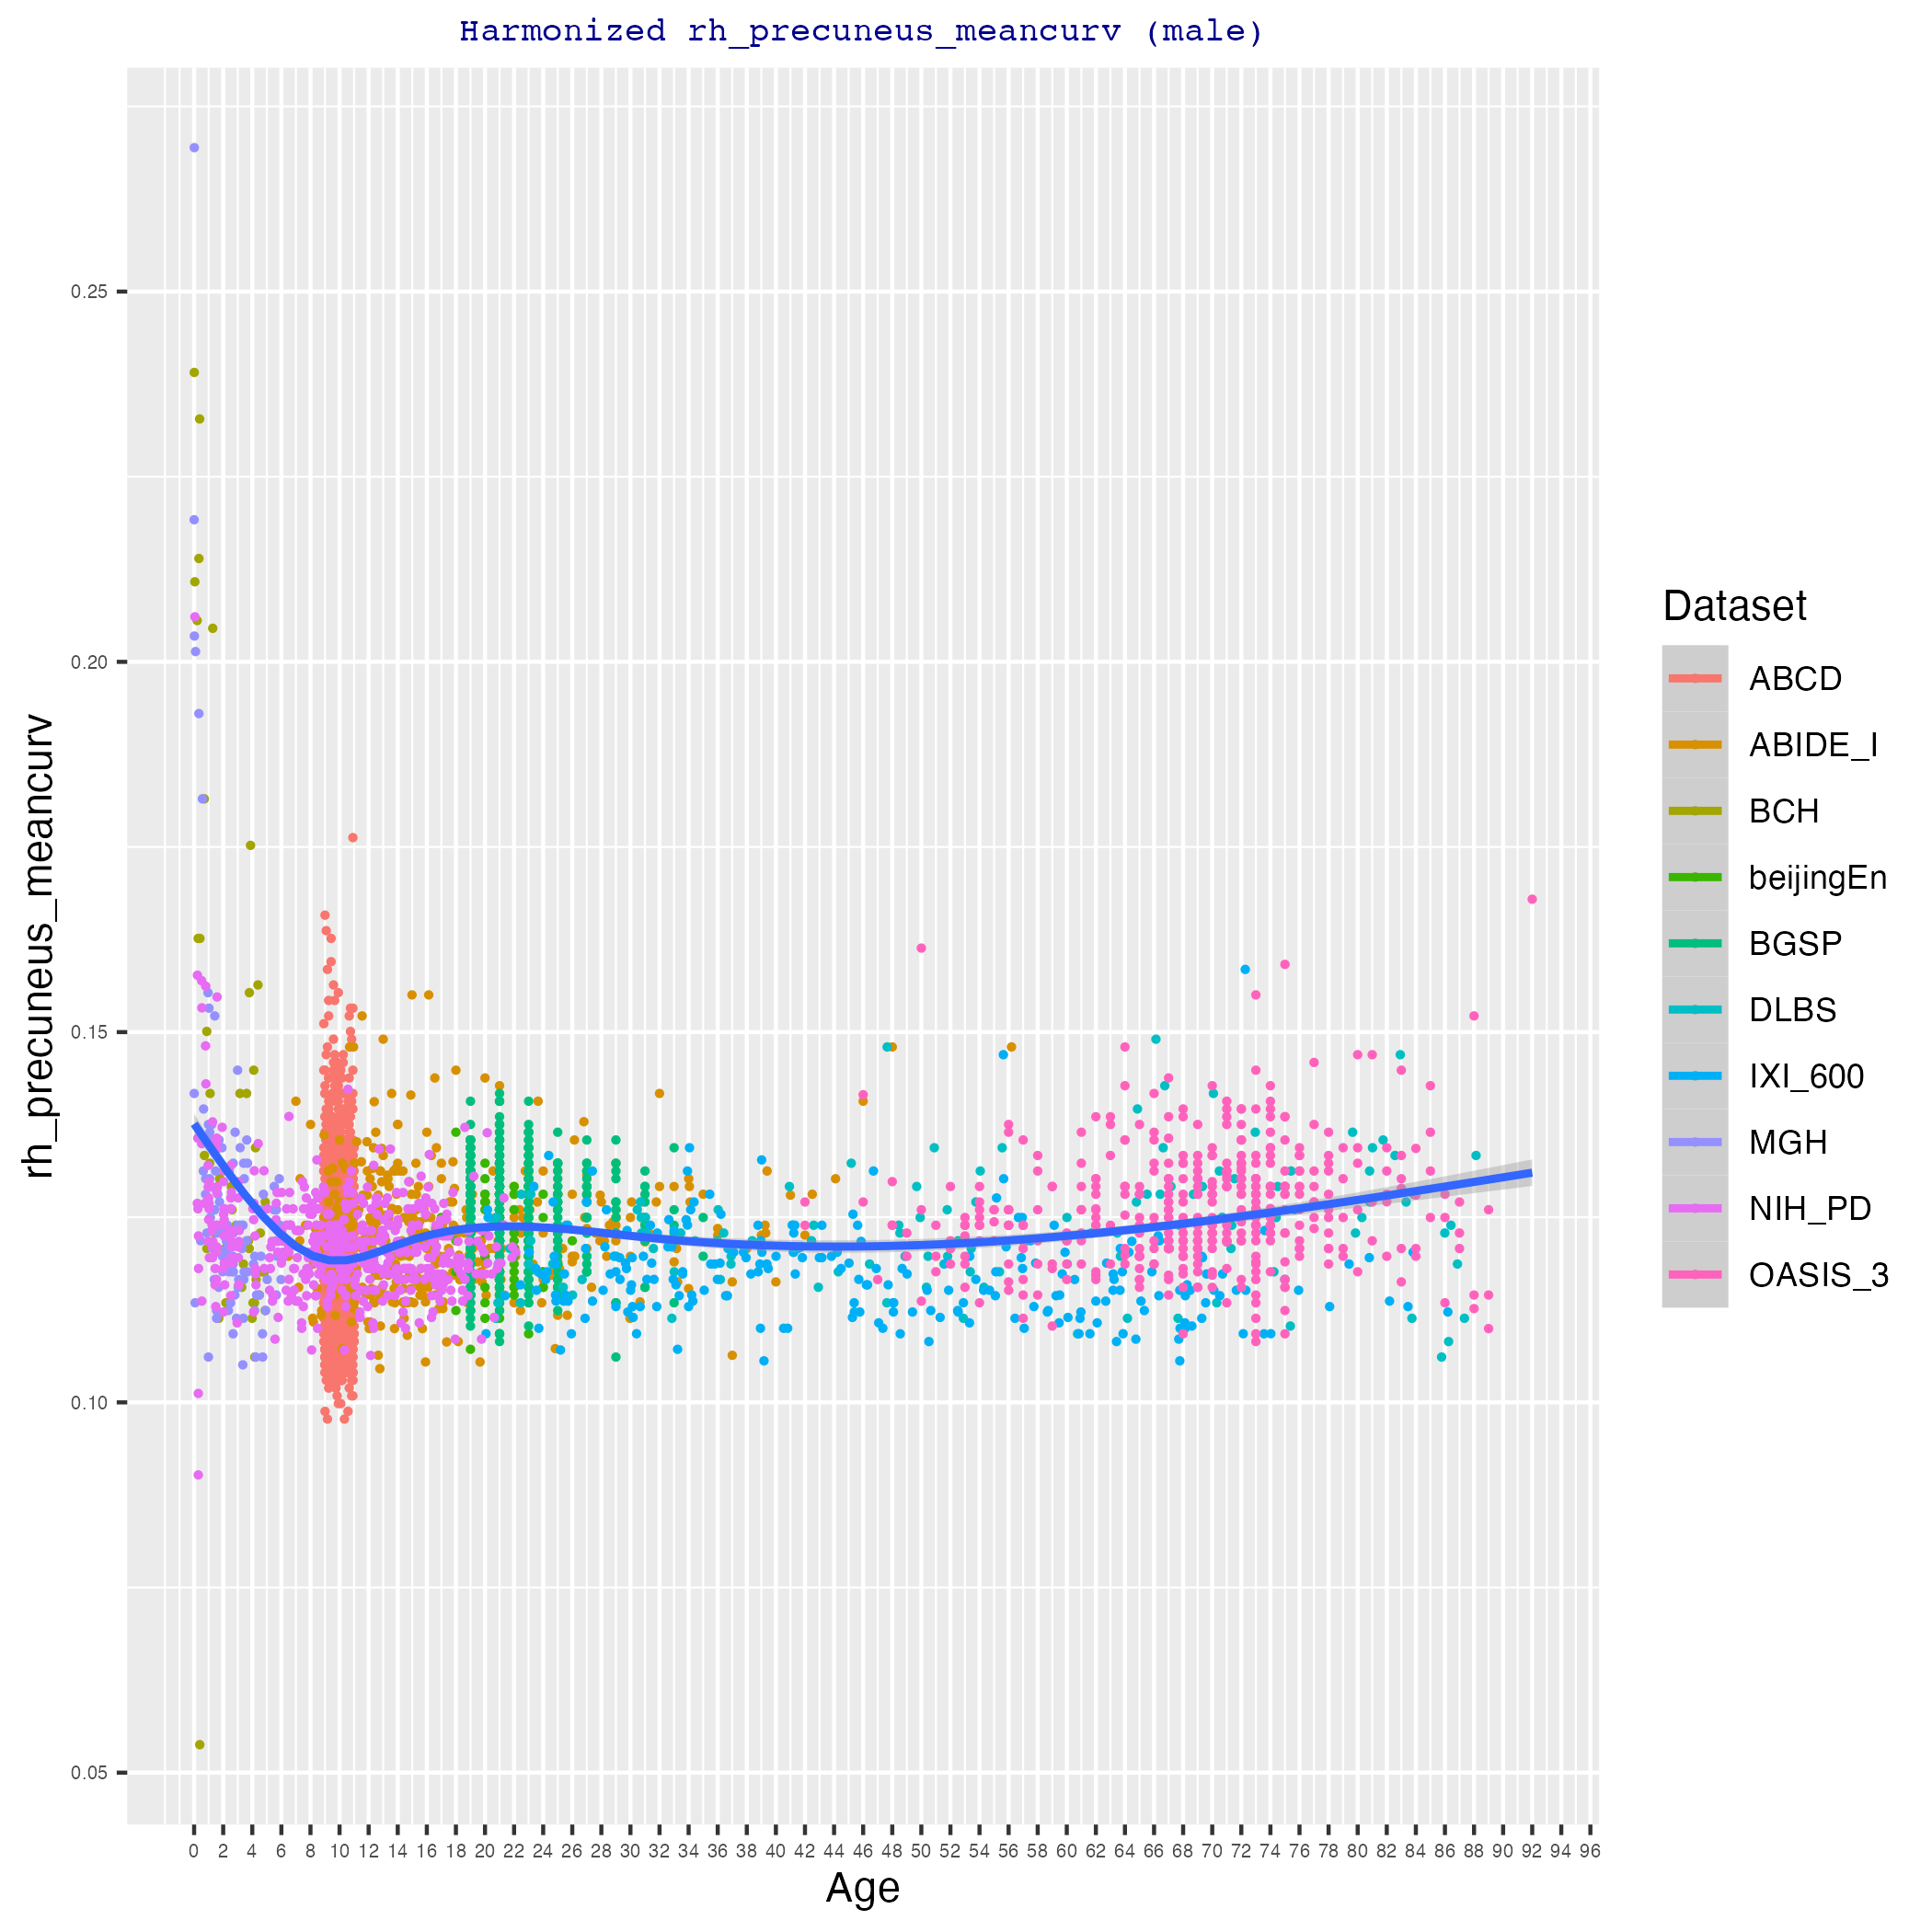 Harmonized rh_precuneus_meancurv (male)
rh_precuneus_meancurv
0.25
0.20
0.15
0.10
0.05
0 2 4 6 8 10 12 14 16 18 20 22 24 26 28 30 32 34 36 38 40 42 44 46 48 50 52 54 56 58 60 62 64 66 68 70 72 74 76 78 80 82 84 86 88 90 92 94 96
Age
Dataset
ABCD
ABIDE_I
BCH
beijingEn
BGSP
DLBS
IXI_600
MGH
NIH_PD
OASIS_3